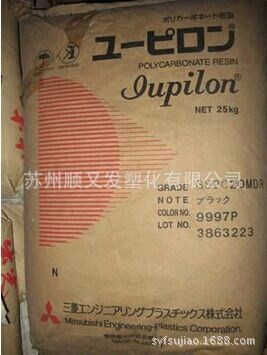 ポリカーボネート樹脂
ユーピロン®
Iupilon®
POLYCARBONATE RESIN
NET 25kg
苏州顺又发塑化有限公司
GRADE
NOTE ブラック
COLOR NO. 9997P
LOT NO. 3863223
N
三菱エンジニアリングプラスチックス株式会社
Mitsubishi Engineering-Plastics Corporation
MADE IN JAPAN
syfsujiao.1688.com